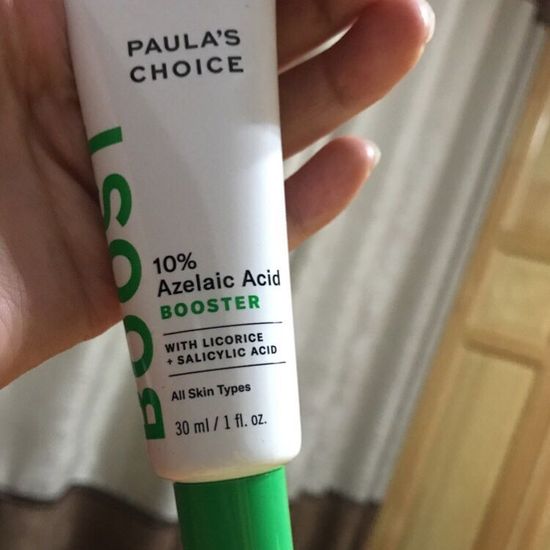 PAULA'S
CHOICE
BOOST
10%
Azelaic Acid
BOOSTER
WITH LICORICE
+ SALICYLIC ACID
All Skin Types
30 ml / 1 fl. oz.